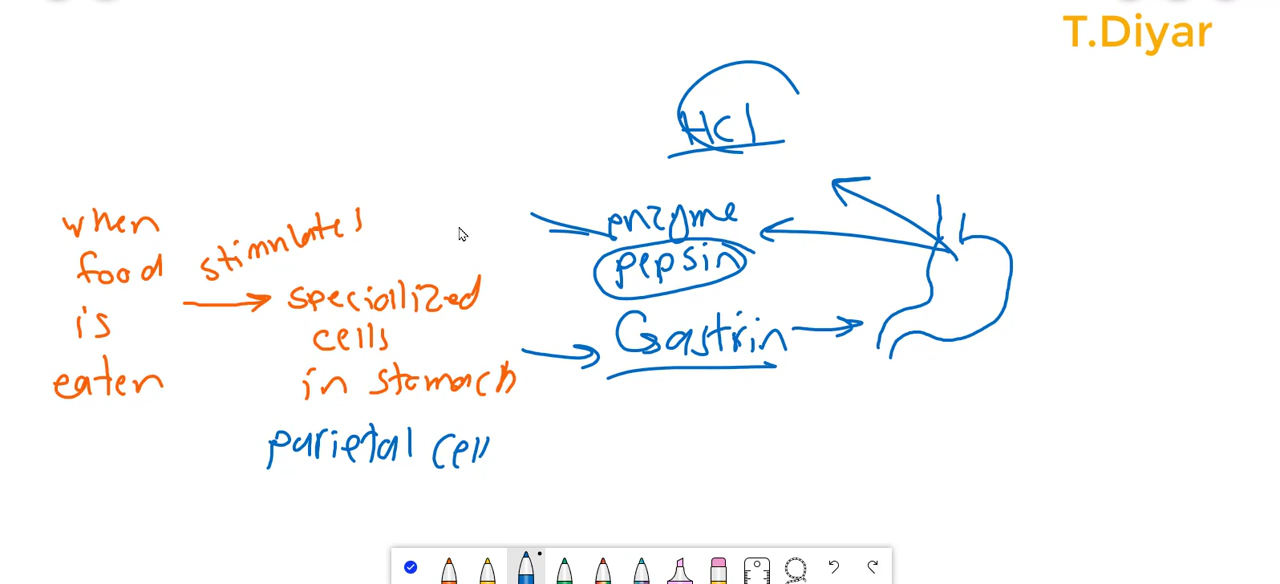 T.Diyar
HCl
when
food
is
eaten
stimulates
specialized
cells
in stomach
parietal cell
enzyme
pepsin
Gastrin